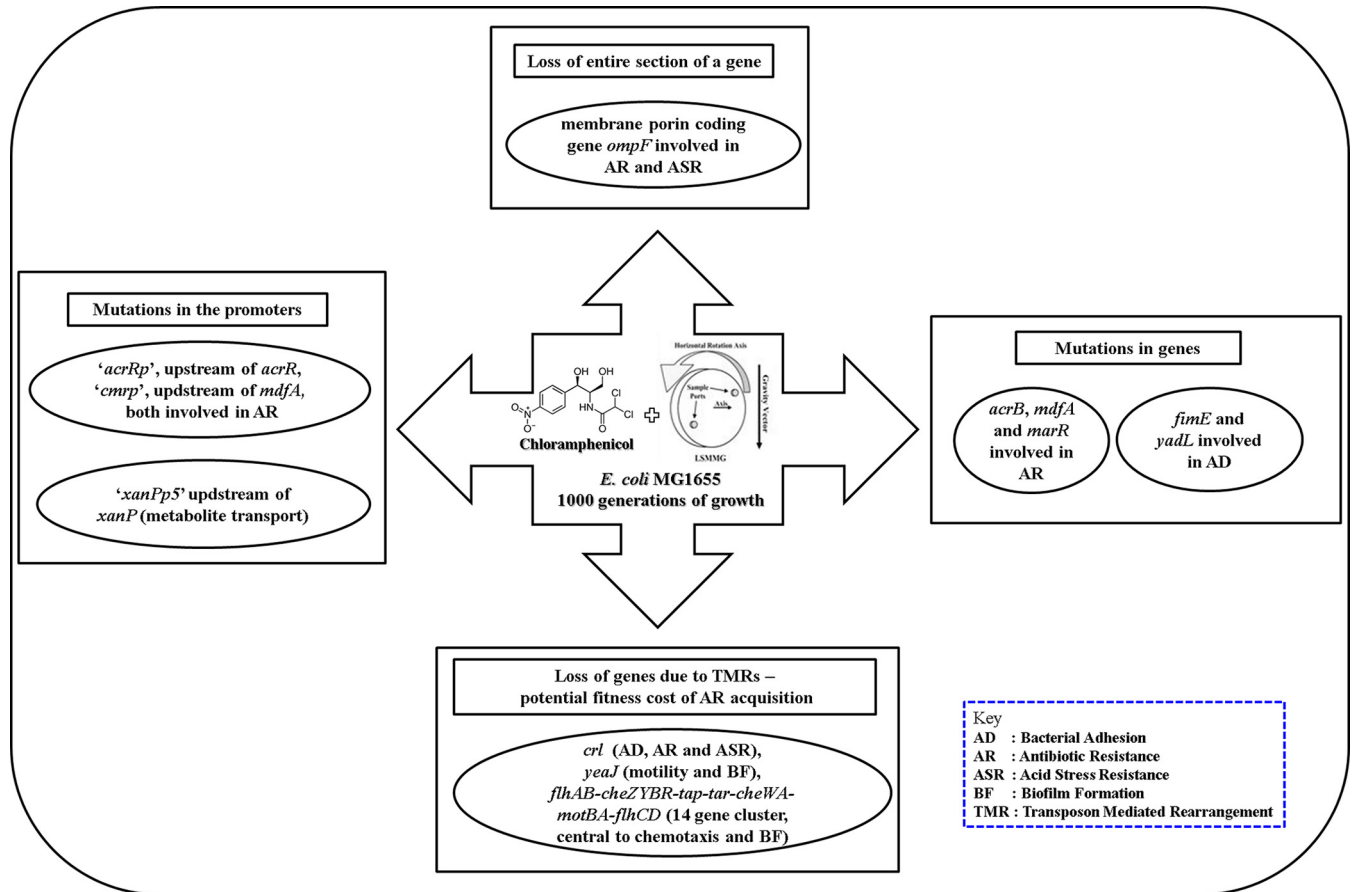 Loss of entire section of a gene
membrane porin coding
gene ompF involved in
AR and ASR
Mutations in the promoters
‘acrRp’, upstream of acrR,
‘cmrp’, updstream of mdfA,
both involved in AR
‘xanPp5’ updstream of
xanP (metabolite transport)
OH
OH
Cl
HN
Cl
O
N+
O
O-
Chloramphenicol
Horizontal Rotation Axis
Gravity Vector
Sample
Ports
Axis
LSMMG
E. coli MG1655
1000 generations of growth
Mutations in genes
acrB, mdfA
and marR
involved in
AR
fimE and
yadL involved
in AD
Loss of genes due to TMRs –
potential fitness cost of AR acquisition
crl (AD, AR and ASR),
yeaJ (motility and BF),
flhAB-cheZYBR-tap-tar-cheWA-
motBA-flhCD (14 gene cluster,
central to chemotaxis and BF)
Key
AD : Bacterial Adhesion
AR : Antibiotic Resistance
ASR : Acid Stress Resistance
BF : Biofilm Formation
TMR : Transposon Mediated Rearrangement